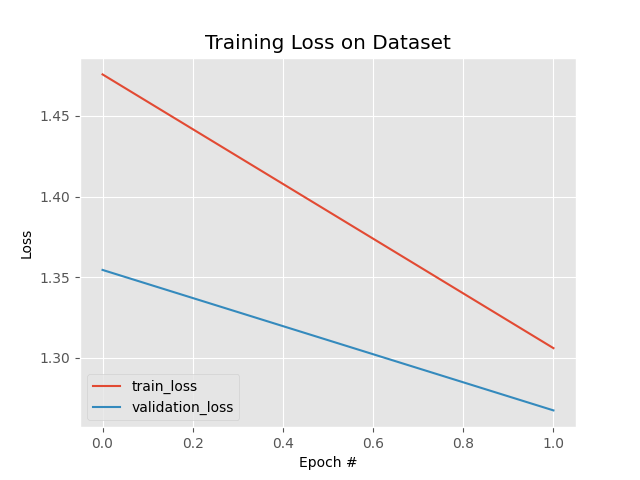 Training Loss on Dataset
1.45
1.40
1.35
1.30
Loss
train_loss
validation_loss
0.0 0.2 0.4 0.6 0.8 1.0
Epoch #